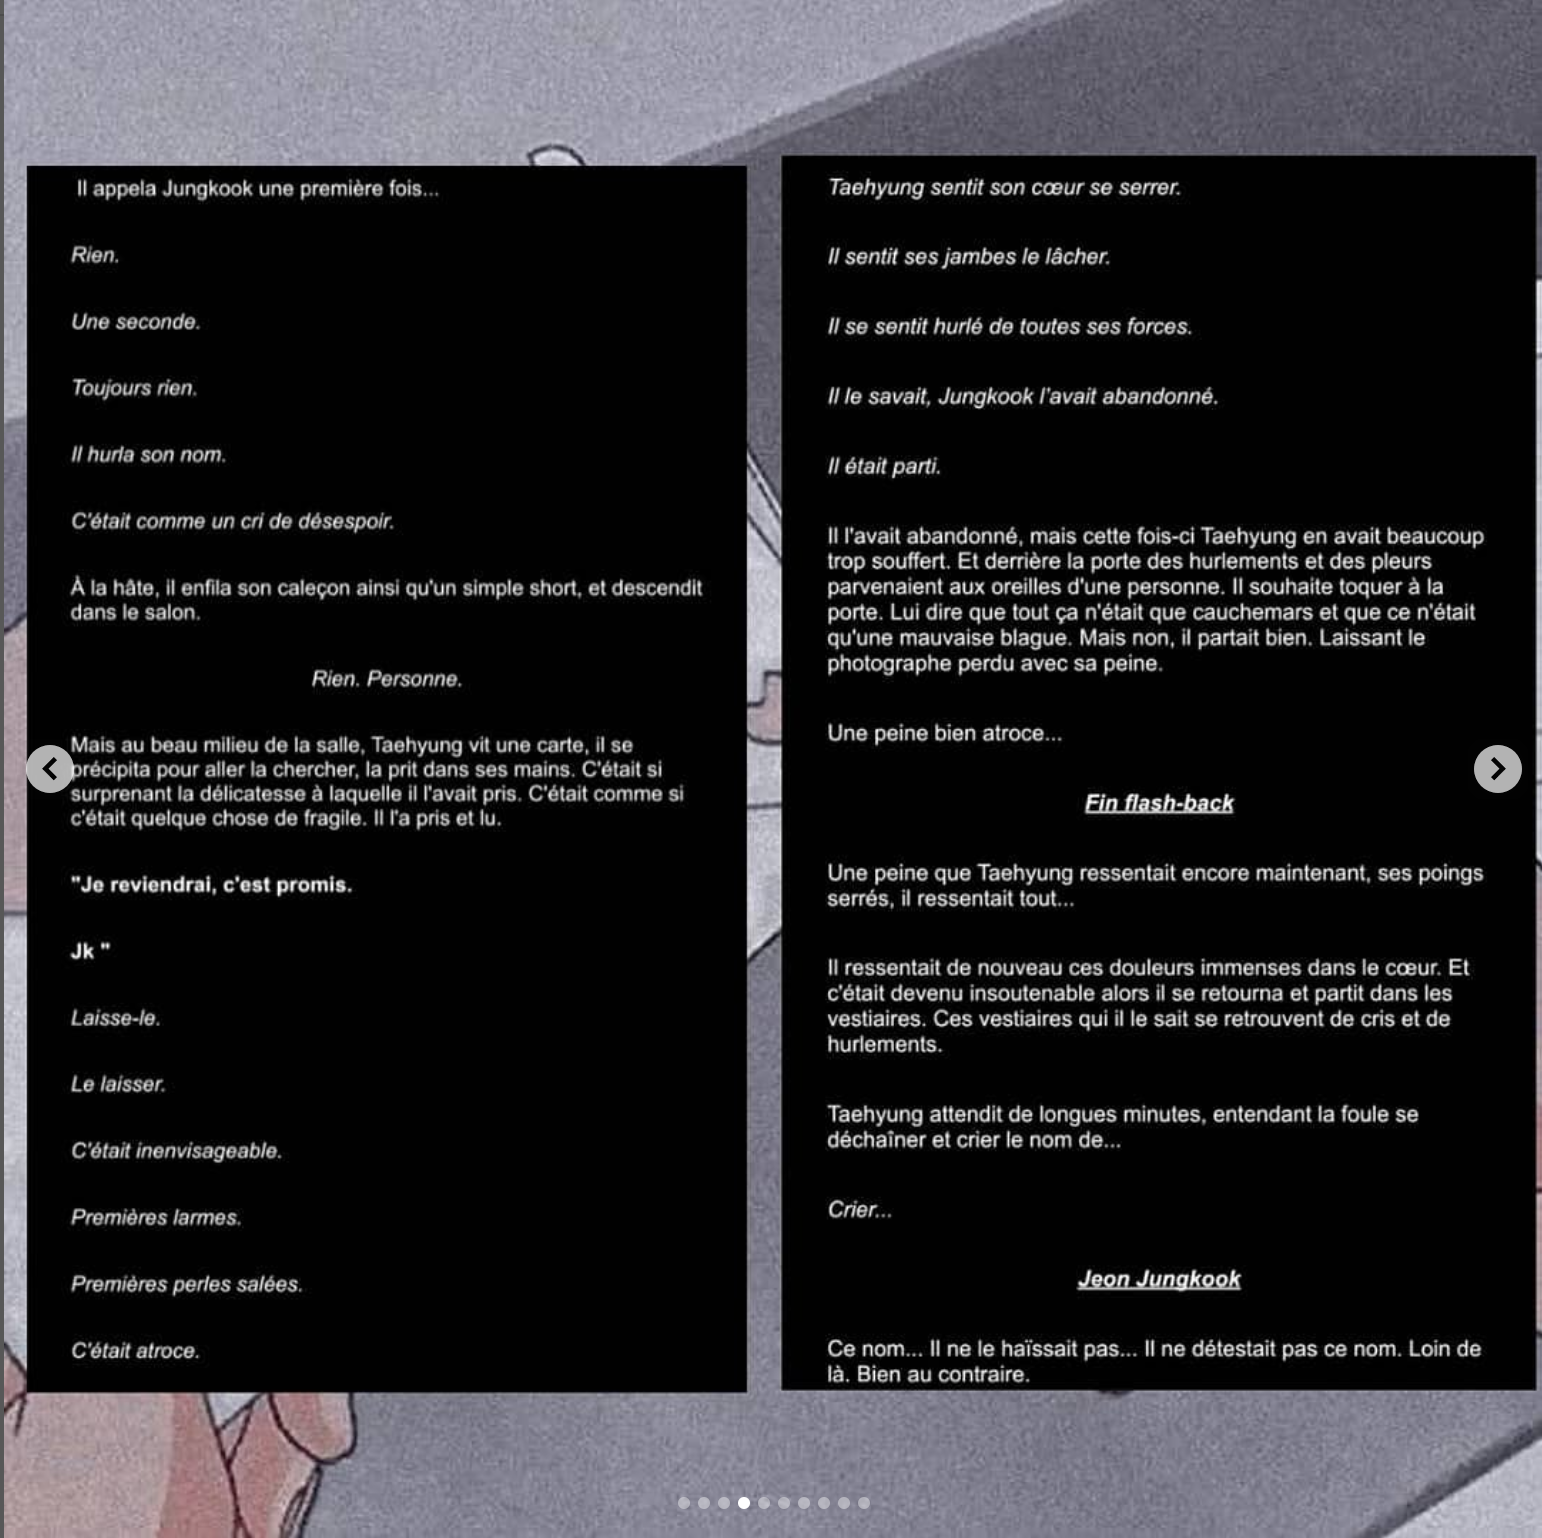 Il appela Jungkook une première fois...
Rien.
Une seconde.
Toujours rien.
Il hurla son nom.
C'était comme un cri de désespoir.
À la hâte, il enfila son caleçon ainsi qu'un simple short, et descendit
dans le salon.
Rien. Personne.
Mais au beau milieu de la salle, Taehyung vit une carte, il se
précipita pour aller la chercher, la prit dans ses mains. C'était si
surprenant la délicatesse à laquelle il l'avait pris. C'était comme si
c'était quelque chose de fragile. Il l'a pris et lu.
"Je reviendrai, c'est promis.
Jk "
Laisse-le.
Le laisser.
C'était inenvisageable.
Premières larmes.
Premières perles salées.
C'était atroce.
Taehyung sentit son cœur se serrer.
Il sentit ses jambes le lâcher.
Il se sentit hurlé de toutes ses forces.
Il le savait, Jungkook l'avait abandonné.
Il était parti.
Il l'avait abandonné, mais cette fois-ci Taehyung en avait beaucoup
trop souffert. Et derrière la porte des hurlements et des pleurs
parvenaient aux oreilles d'une personne. Il souhaite toquer à la
porte. Lui dire que tout ça n'était que cauchemars et que ce n'était
qu'une mauvaise blague. Mais non, il partait bien. Laissant le
photographe perdu avec sa peine.
Une peine bien atroce...
Fin flash-back
Une peine que Taehyung ressentait encore maintenant, ses poings
serrés, il ressentait tout...
Il ressentait de nouveau ces douleurs immenses dans le cœur. Et
c'était devenu insoutenable alors il se retourna et partit dans les
vestiaires. Ces vestiaires qui il le sait se retrouvent de cris et de
hurlements.
Taehyung attendit de longues minutes, entendant la foule se
déchaîner et crier le nom de...
Crier...
Jeon Jungkook
Ce nom... Il ne le haïssait pas... Il ne détestait pas ce nom. Loin de
là. Bien au contraire.